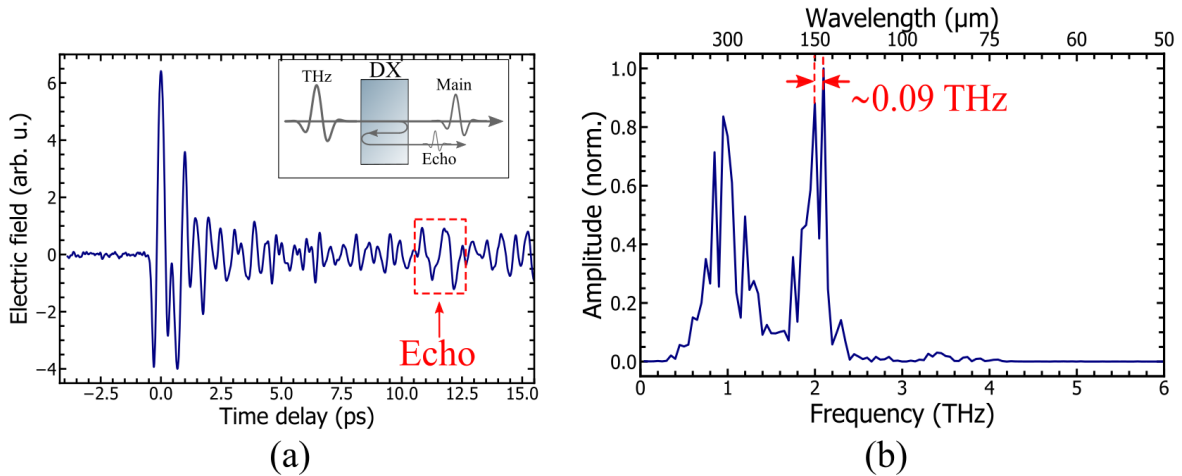 DX
THz
Main
Echo
Echo
Electric field (arb. u.)
6
4
2
0
−2
−4
−2.5 0.0 2.5 5.0 7.5 10.0 12.5 15.0
Time delay (ps)
(a)
Wavelength (μm)
300 150 100 75 60 50
~0.09 THz
Amplitude (norm.)
1.0
0.8
0.6
0.4
0.2
0.0
0 1 2 3 4 5 6
Frequency (THz)
(b)